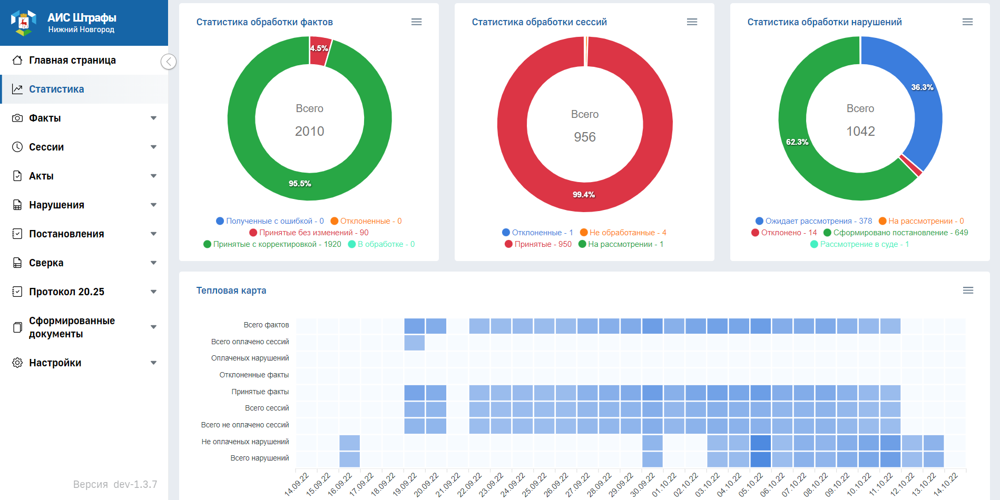 АИС Штрафы
Нижний Новгород
Главная страница
Статистика
Факты
Сессии
Акты
Нарушения
Постановления
Сверка
Протокол 20.25
Сформированные
документы
Настройки
Версия dev-1.3.7
Статистика обработки фактов
4.5%
Всего
2010
95.5%
Полученные с ошибкой - 0 Отклоненные - 0
Принятые без изменений - 90
Принятые с корректировкой - 1920 В обработке - 0
Статистика обработки сессий
Всего
956
99.4%
Отклоненные - 1 Не обработанные - 4
Принятые - 950 На рассмотрении - 1
Статистика обработки нарушений
36.3%
Всего
1042
62.3%
Ожидает рассмотрения - 378 На рассмотрении - 0
Отклонено - 14 Сформировано постановление - 649
Рассмотрение в суде - 1
Тепловая карта
Всего фактов
Всего оплачено сессий
Оплаченых нарушений
Отклоненные факты
Принятые факты
Всего сессий
Всего не оплачено сессий
Не оплаченых нарушений
Всего нарушений
14.09.22 15.09.22 16.09.22 17.09.22 18.09.22 19.09.22 20.09.22 21.09.22 22.09.22 23.09.22 24.09.22 25.09.22 26.09.22 27.09.22 28.09.22 29.09.22 30.09.22 01.10.22 02.10.22 03.10.22 04.10.22 05.10.22 06.10.22 07.10.22 08.10.22 09.10.22 10.10.22 11.10.22 12.10.22 13.10.22 14.10.22